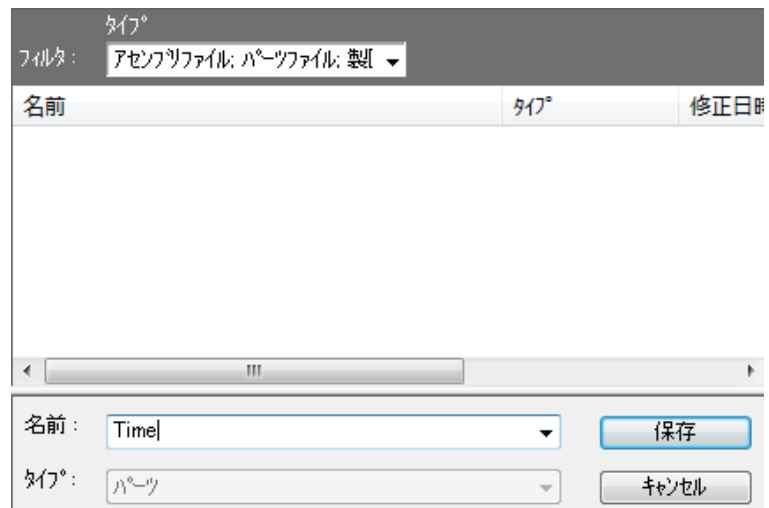 ﾀｲﾌﾟ
ﾌｨﾙﾀ : ｱｾﾝﾌﾞﾘﾌｧｲﾙ; ﾊﾟｰﾂﾌｧｲﾙ;
名前 ﾀｲﾌﾟ 修正日時
名前 : Time 保存
ﾀｲﾌﾟ : ﾊﾟｰﾂ ｷｬﾝｾﾙ